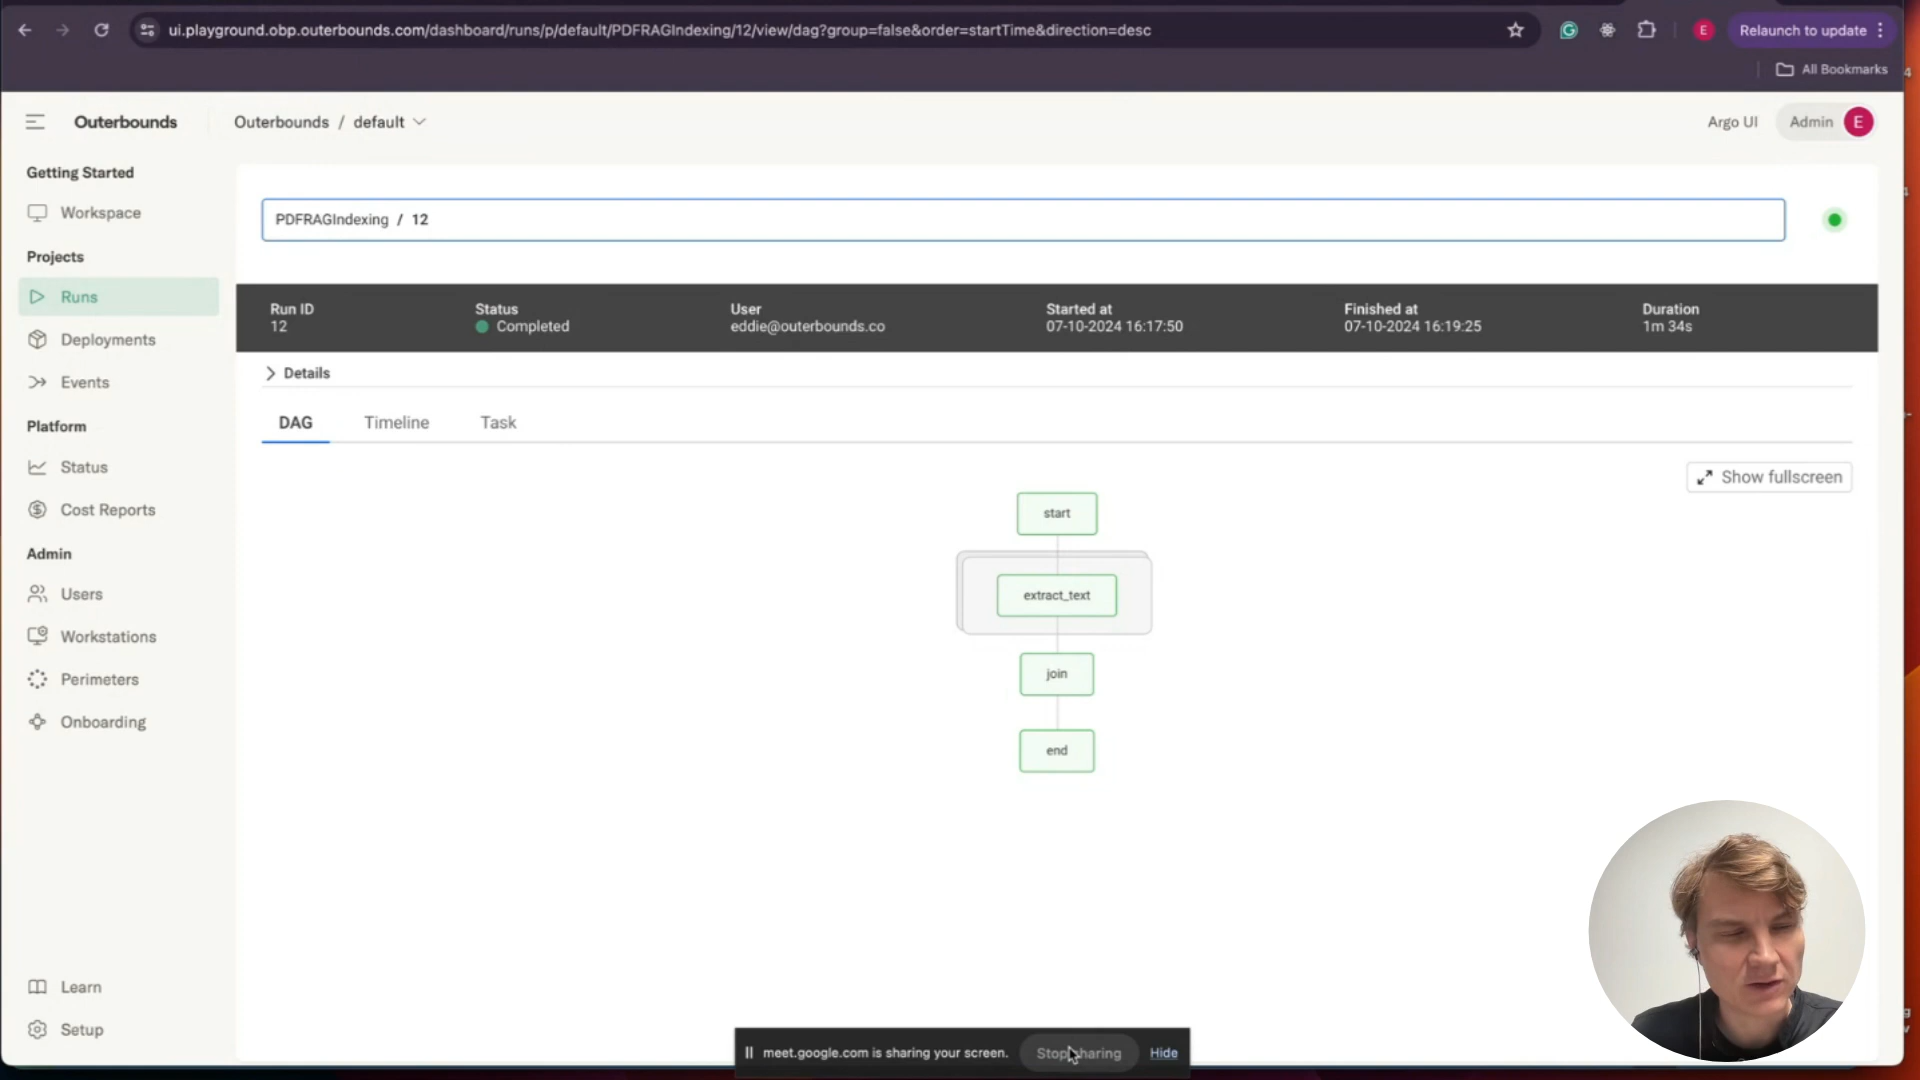 ui.playground.obp.outerbounds.com/dashboard/runs/p/default/PDFRAGIndexing/12/view/dag?group=false&order=startTime&direction=desc
E
Relaunch to update
All Bookmarks
Outerbounds
Outerbounds / default
Argo UI
Admin E
Getting Started
Workspace
Projects
Runs
Deployments
Events
Platform
Status
Cost Reports
Admin
Users
Workstations
Perimeters
Onboarding
Learn
Setup
PDFRAGIndexing / 12
Run ID
12
Status
Completed
User
eddie@outerbounds.co
Started at
07-10-2024 16:17:50
Finished at
07-10-2024 16:19:25
Duration
1m 34s
Details
DAG Timeline Task
Show fullscreen
start
extract_text
join
end
meet.google.com is sharing your screen. Stop sharing Hide